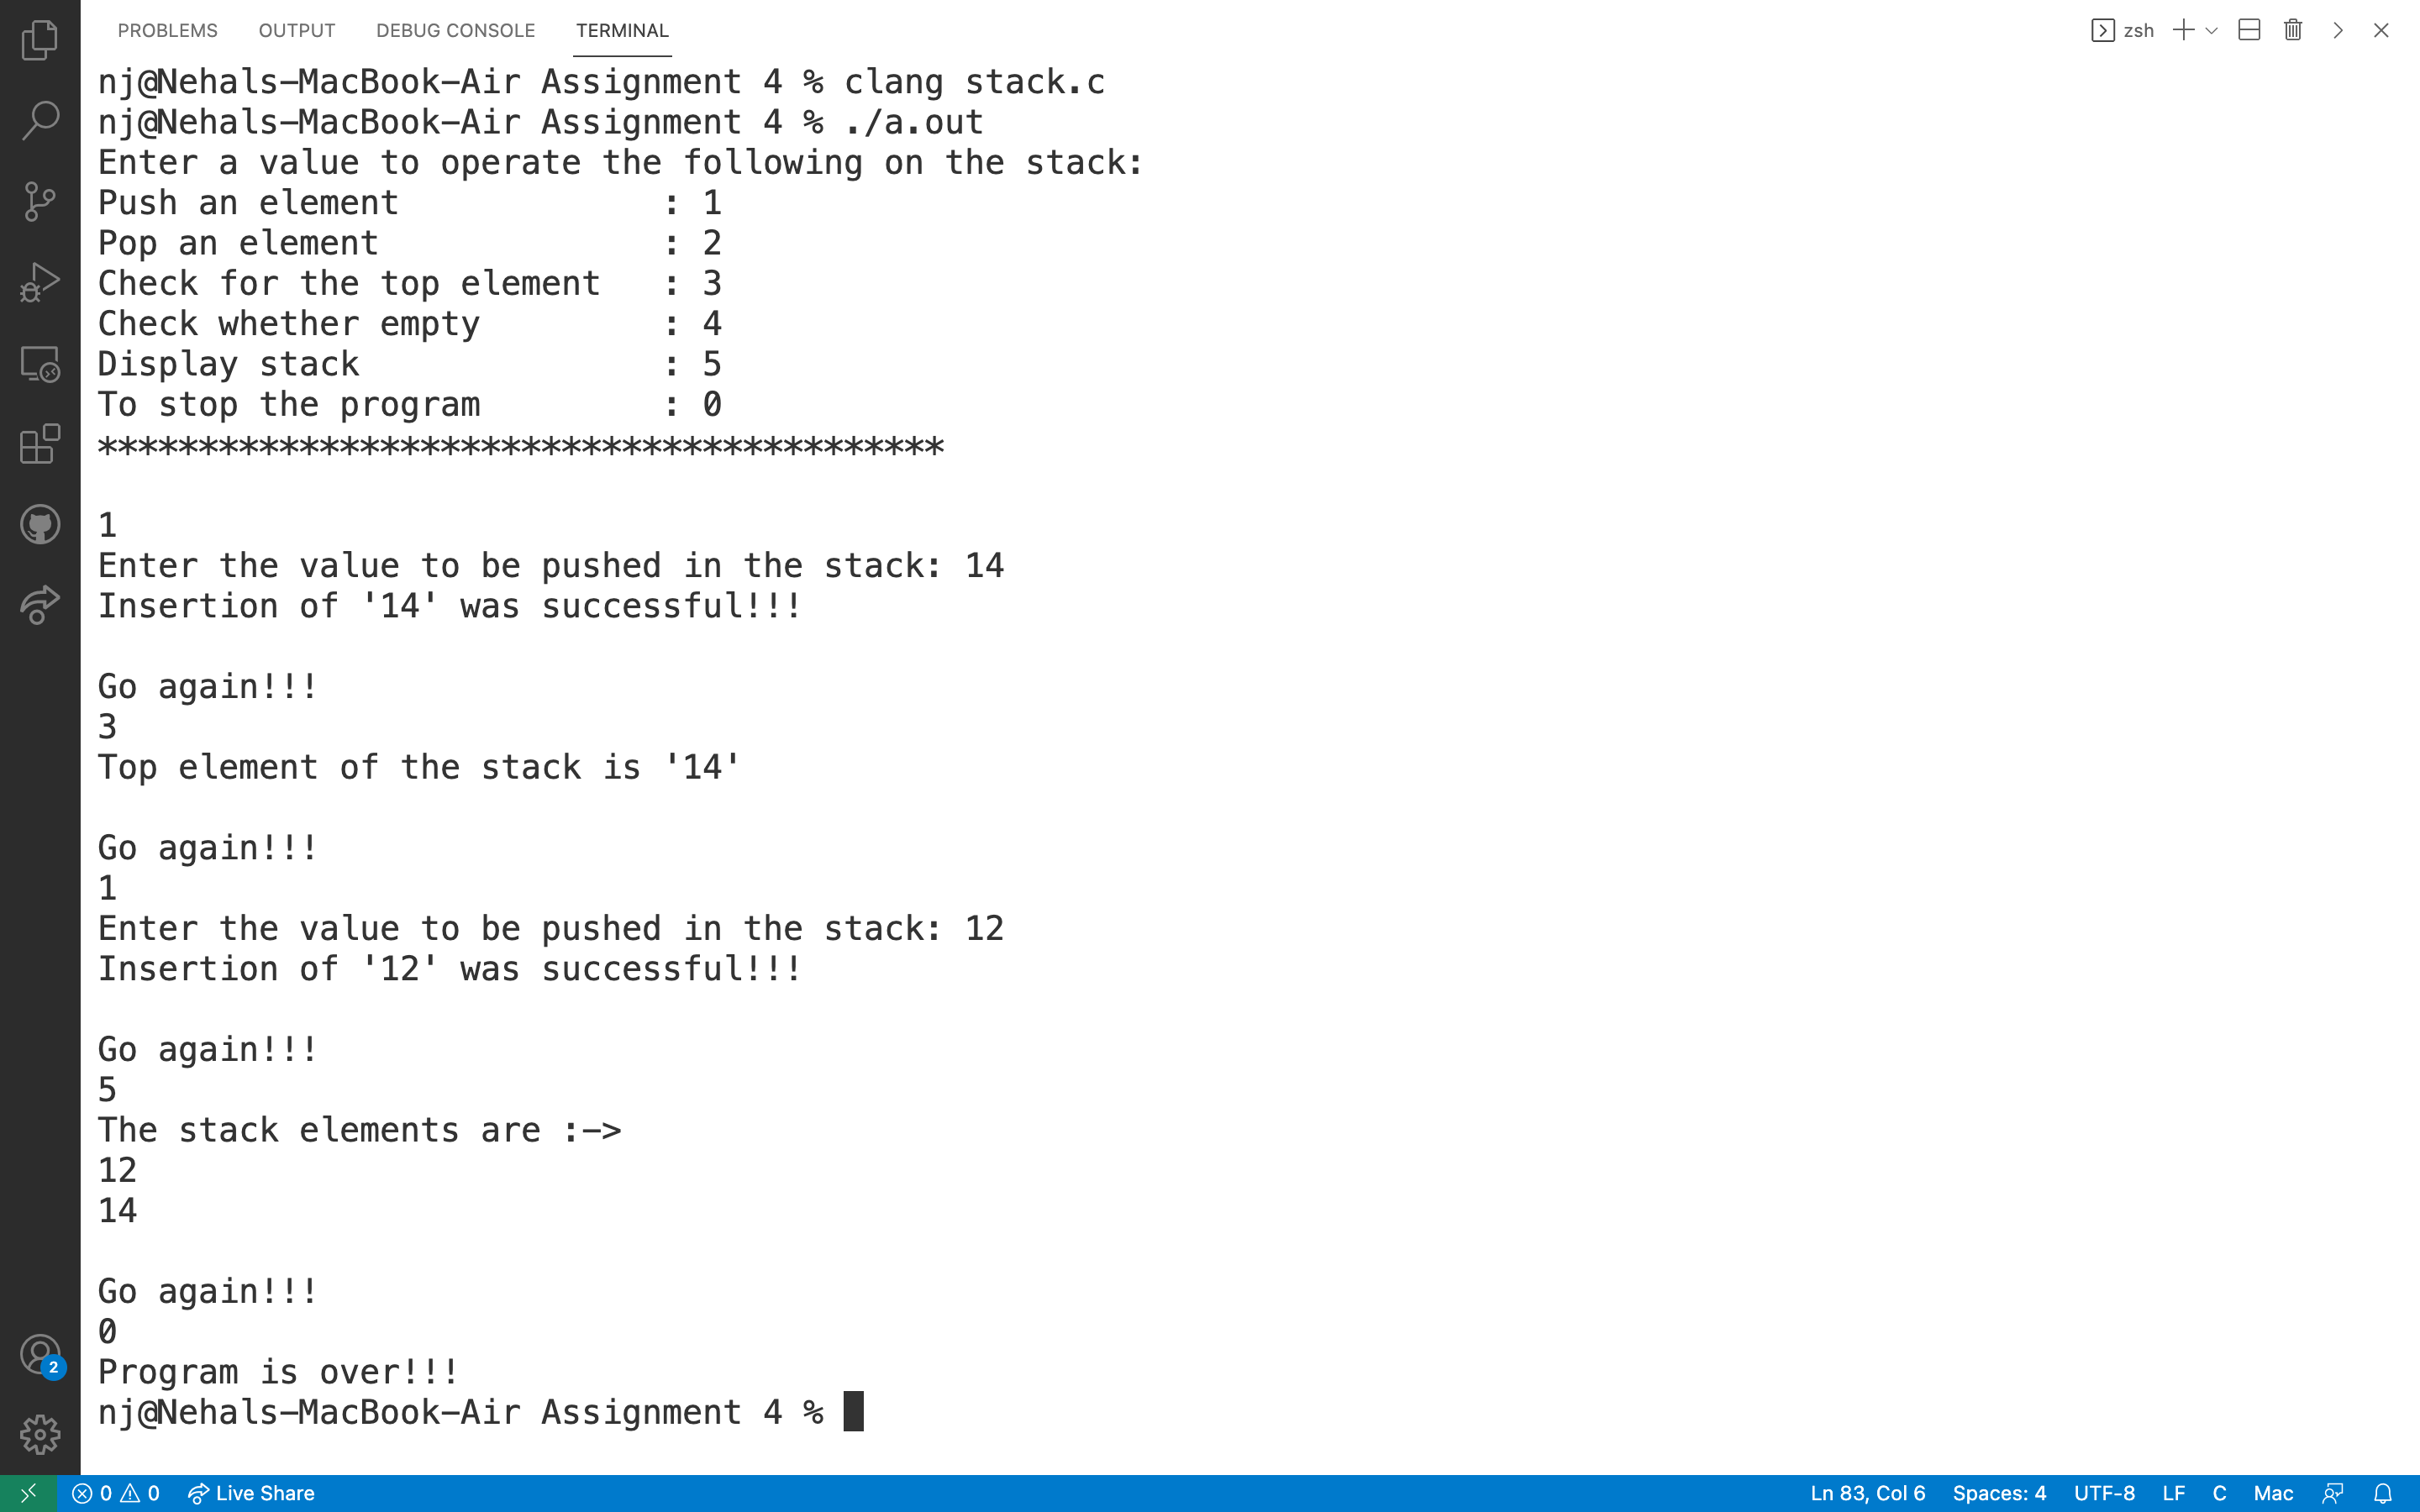 PROBLEMS OUTPUT DEBUG CONSOLE TERMINAL zsh
nj@Nehals-MacBook-Air Assignment 4 % clang stack.c
nj@Nehals-MacBook-Air Assignment 4 % ./a.out
Enter a value to operate the following on the stack:
Push an element             : 1
Pop an element              : 2
Check for the top element   : 3
Check whether empty         : 4
Display stack               : 5
To stop the program         : 0
******************************************
1
Enter the value to be pushed in the stack: 14
Insertion of '14' was successful!!!
Go again!!!
3
Top element of the stack is '14'
Go again!!!
1
Enter the value to be pushed in the stack: 12
Insertion of '12' was successful!!!
Go again!!!
5
The stack elements are :->
12
14
Go again!!!
0
Program is over!!!
2
nj@Nehals-MacBook-Air Assignment 4 %
0 0 Live Share Ln 83, Col 6 Spaces: 4 UTF-8 LF C Mac